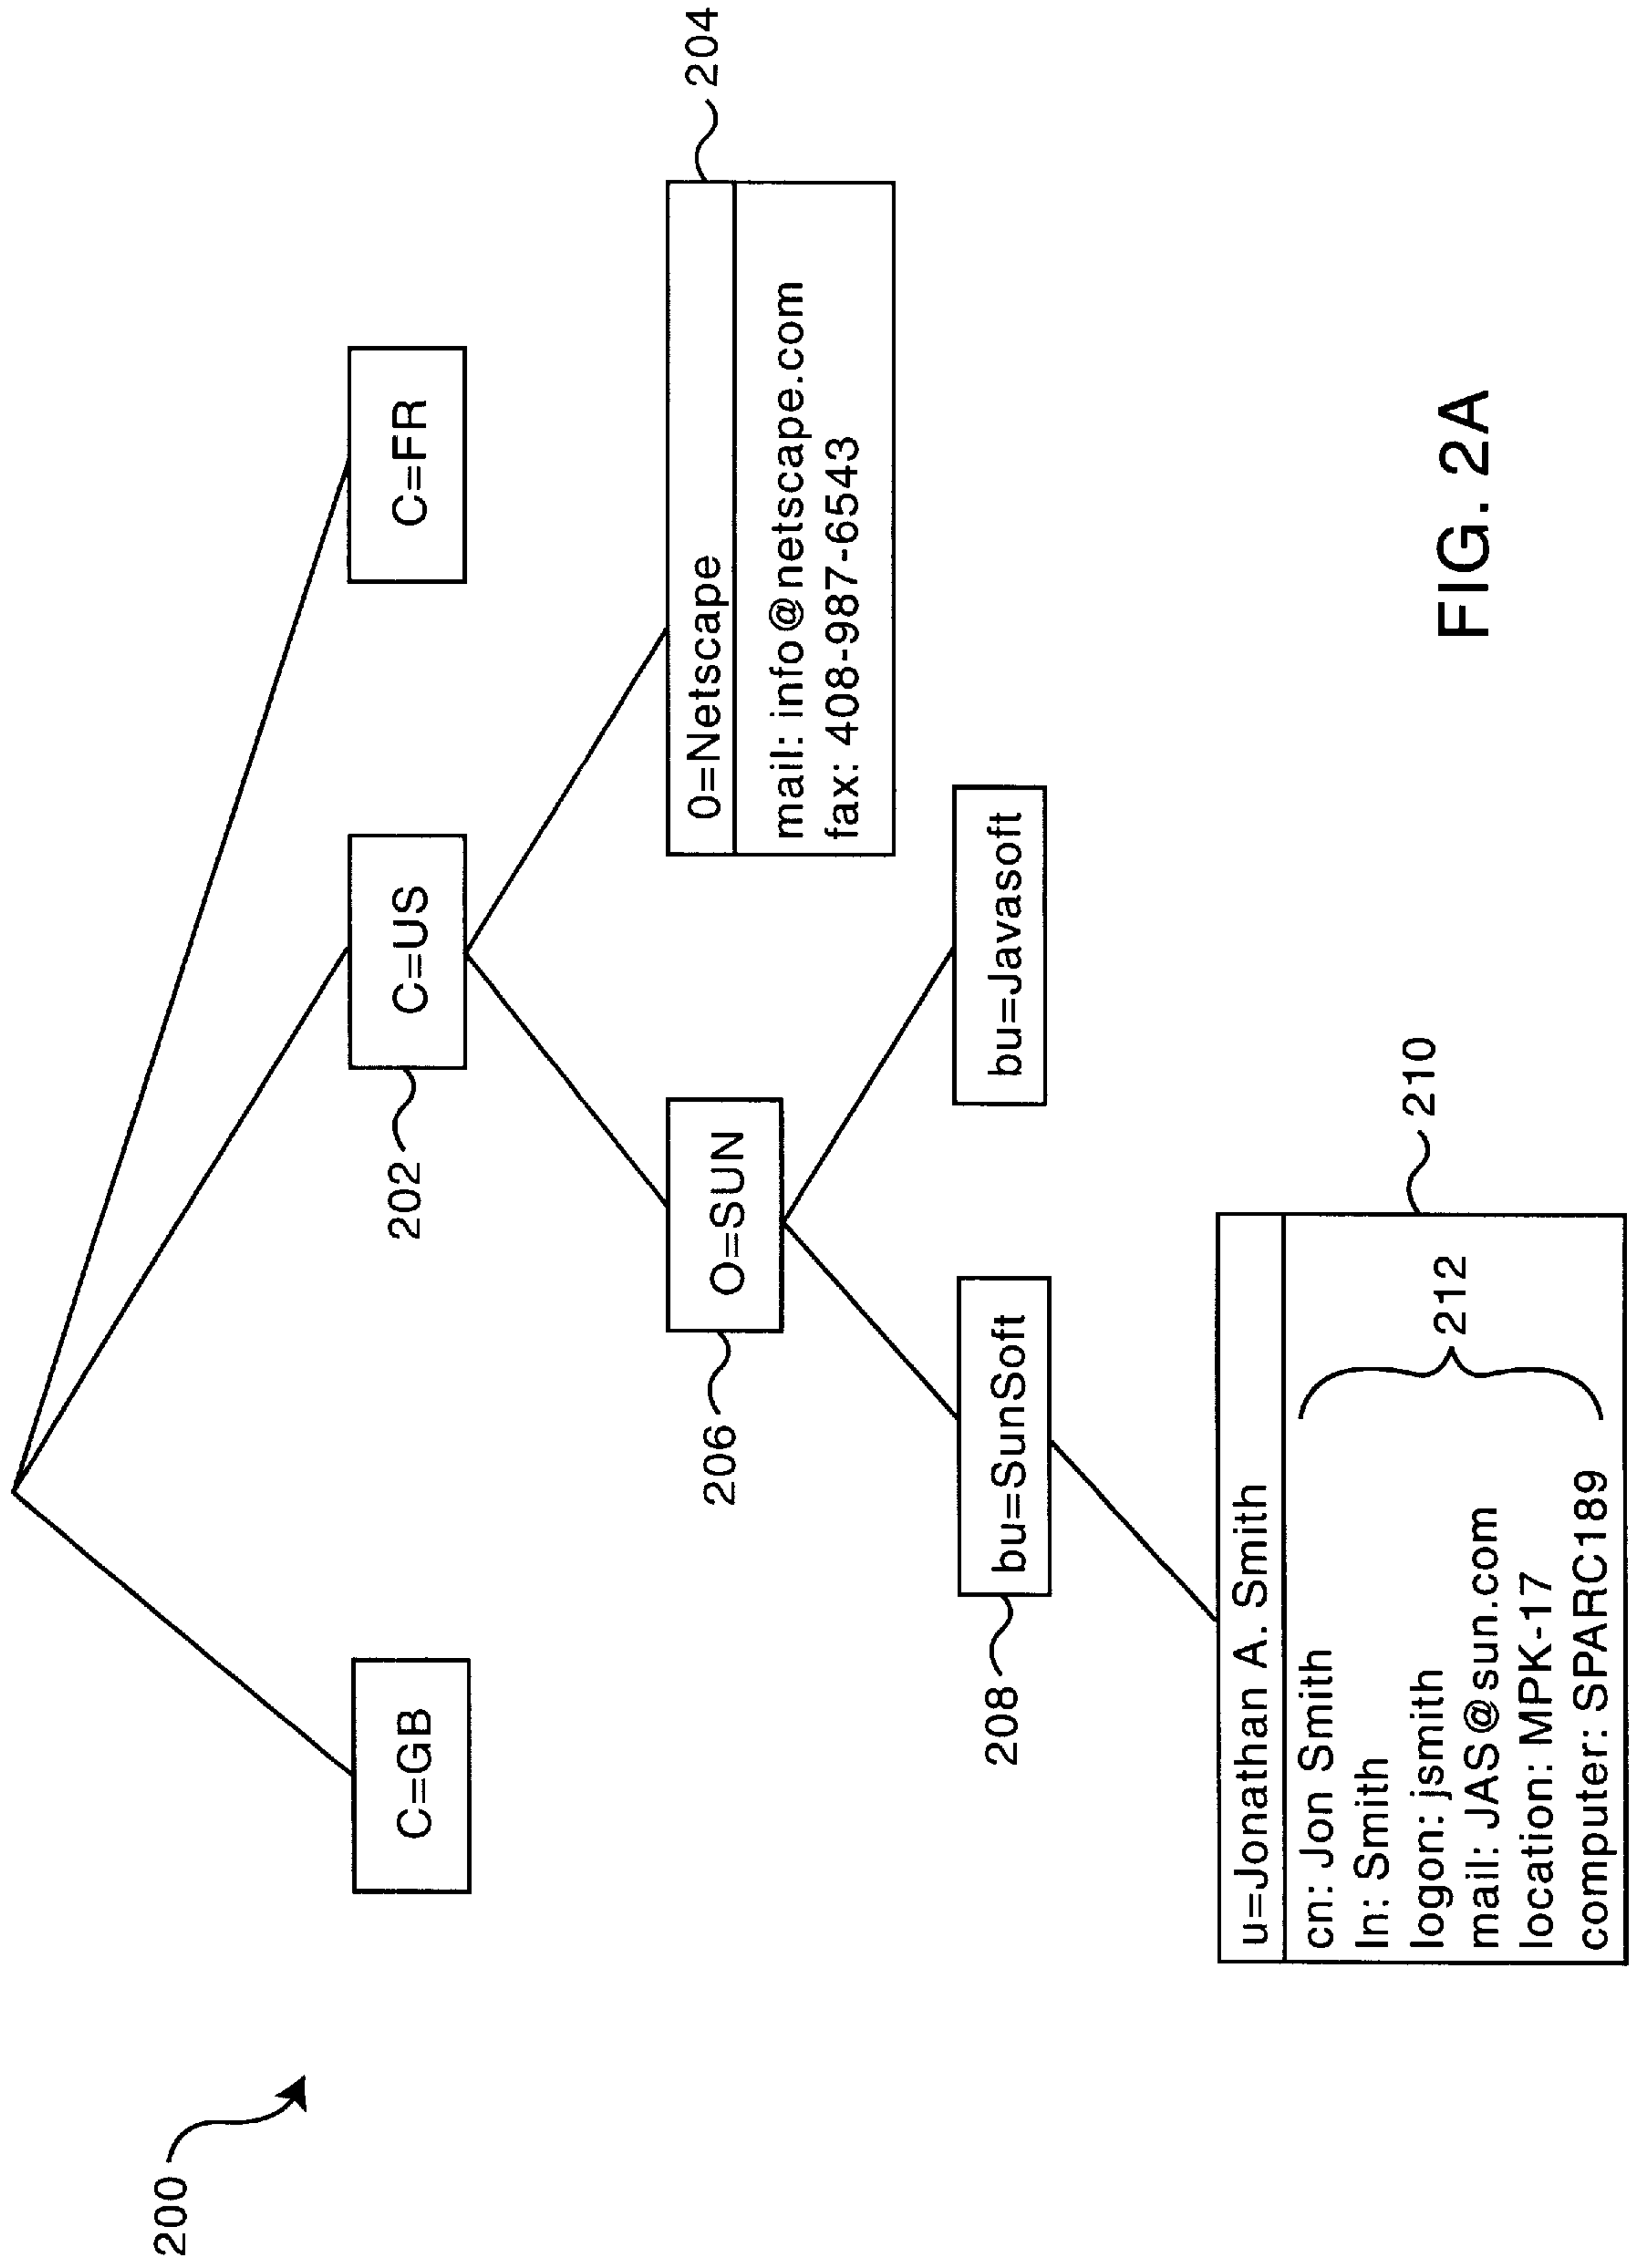 200
C=GB
C=US
C=FR
202
O=SUN
206
0=Netscape
204
mail: info@netscape.com
fax: 408-987-6543
bu=SunSoft
208
bu=Javasoft
u=Jonathan A. Smith
210
cn: Jon Smith
ln: Smith
logon: jsmith
mail: JAS@sun.com
location: MPK-17
computer: SPARC189
212
FIG. 2A